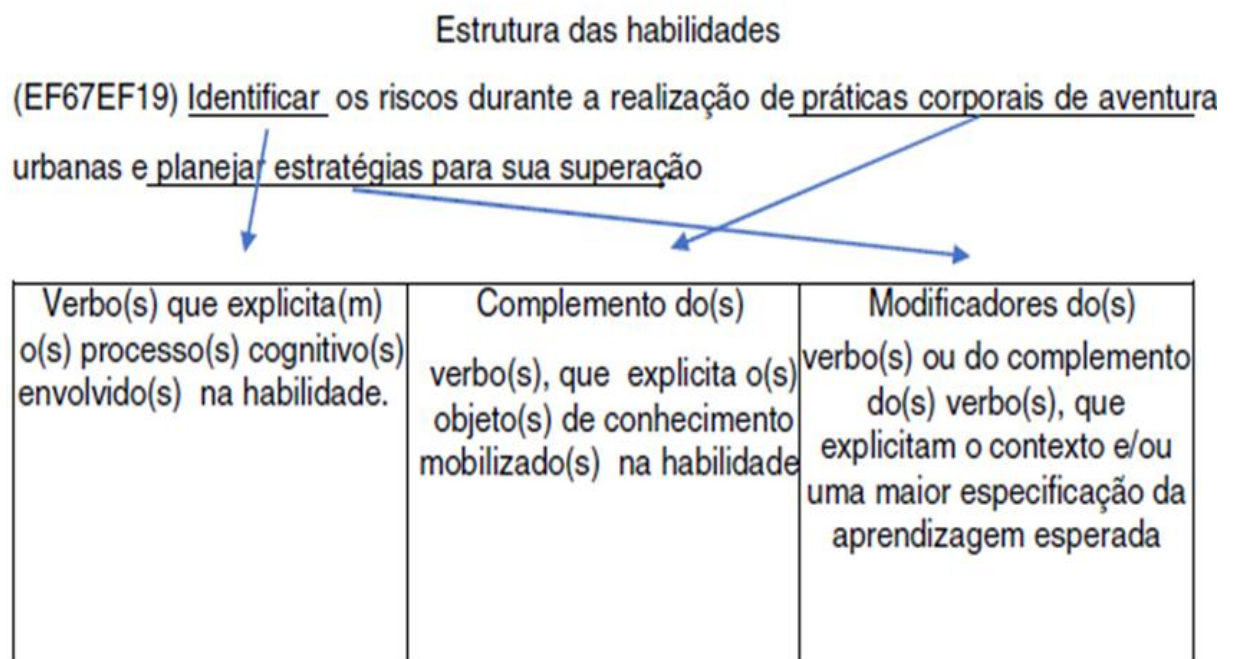 Estrutura das habilidades
(EF67EF19) Identificar os riscos durante a realização de práticas corporais de aventura
urbanas e planejar estratégias para sua superação
Verbo(s) que explicita(m)
o(s) processo(s) cognitivo(s)
envolvido(s) na habilidade.
Complemento do(s)
verbo(s), que explicita o(s)
objeto(s) de conhecimento
mobilizado(s) na habilidade
Modificadores do(s)
verbo(s) ou do complemento
do(s) verbo(s), que
explicitam o contexto e/ou
uma maior especificação da
aprendizagem esperada